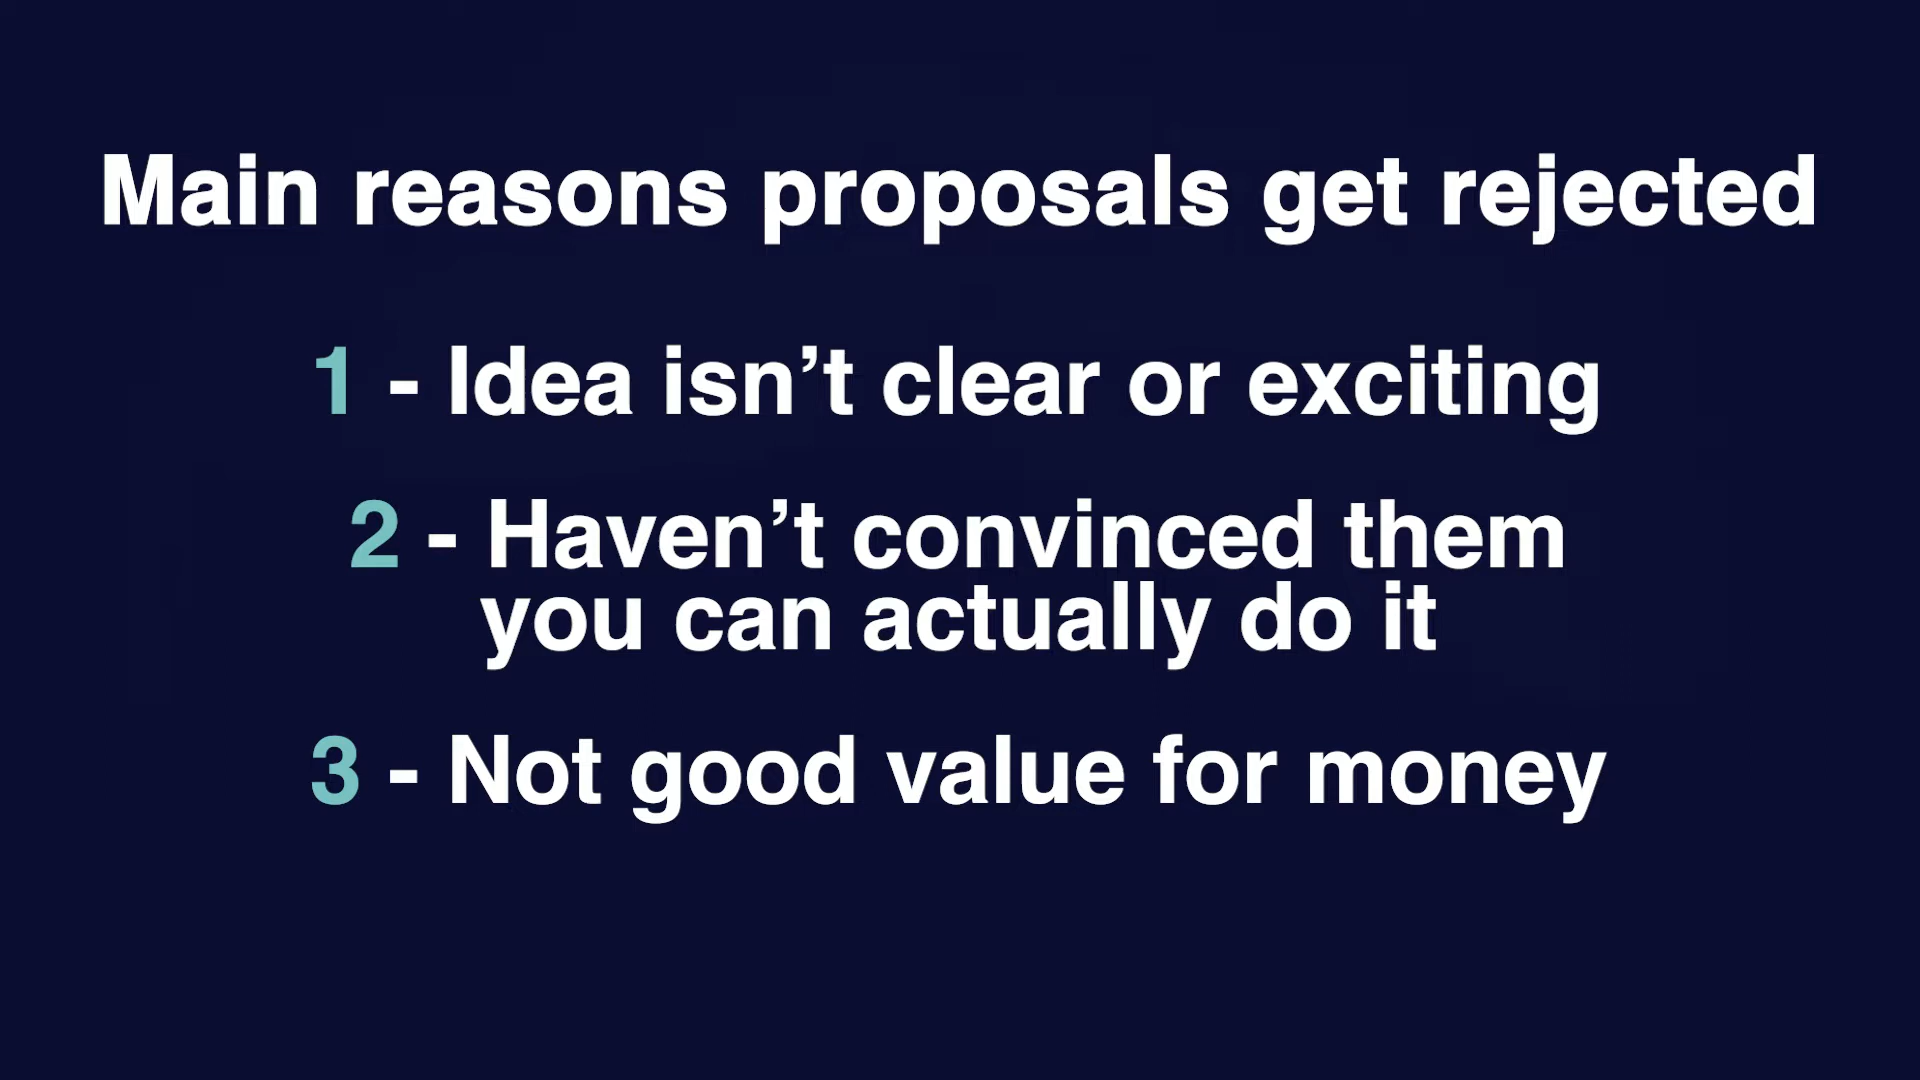 Main reasons proposals get rejected
1 - Idea isn’t clear or exciting
2 - Haven’t convinced them
you can actually do it
3 - Not good value for money